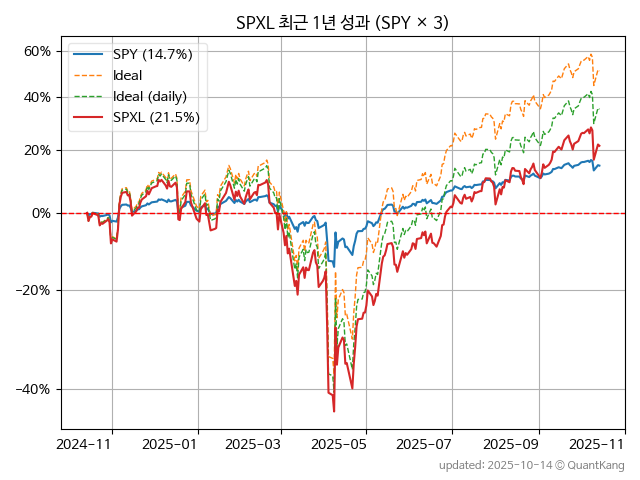 SPXL 최근 1년 성과 (SPY × 3)
SPY (14.7%)
Ideal
Ideal (daily)
SPXL (21.5%)
60%
40%
20%
0%
−20%
−40%
2024−11
2025−01
2025−03
2025−05
2025−07
2025−09
2025−11
updated: 2025-10-14 © QuantKang